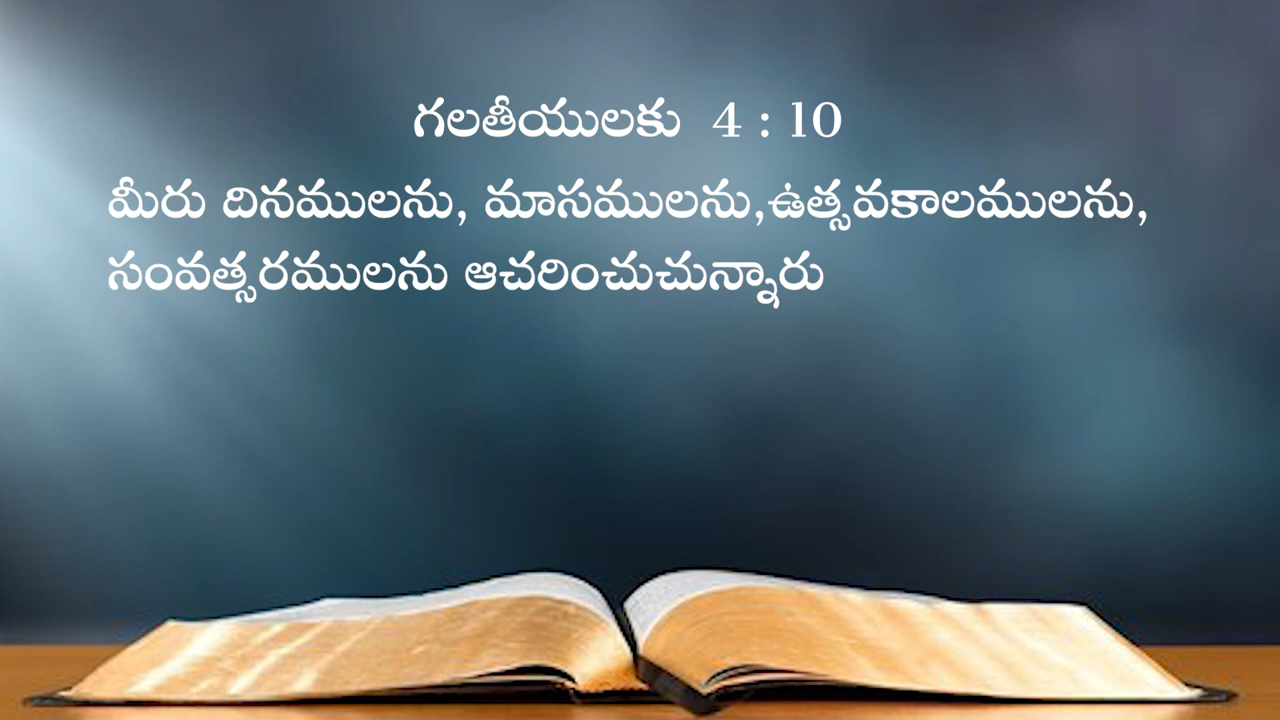 గలతీయులకు 4 : 10
మీరు దినములను, మాసములను,ఉత్సవకాలములను,
సంవత్సరములను ఆచరించుచున్నారు